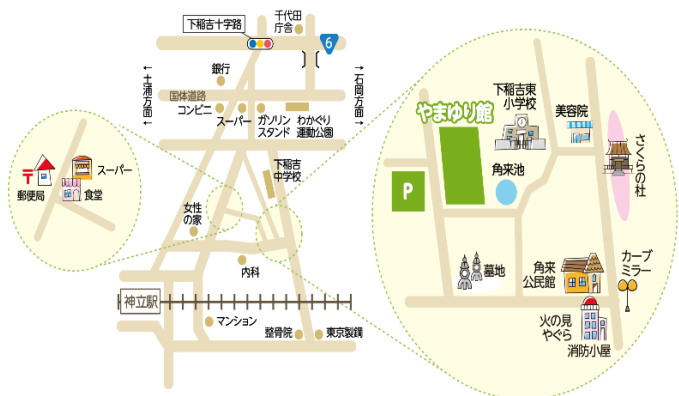 下稲吉十字路
千代田
庁舎
6
銀行
国体道路
コンビニ
スーパー
ガソリン
スタンド
わかぐり
運動公園
←土浦方面←
→石岡方面→
下稲吉
中学校
女性
の家
内科
神立駅
マンション
整骨院
東京製鋼
スーパー
郵便局
食堂
やまゆり館
下稲吉東
小学校
美容院
さくらの杜
P
角来池
墓地
角来
公民館
カーブ
ミラー
火の見
やぐら
消防小屋